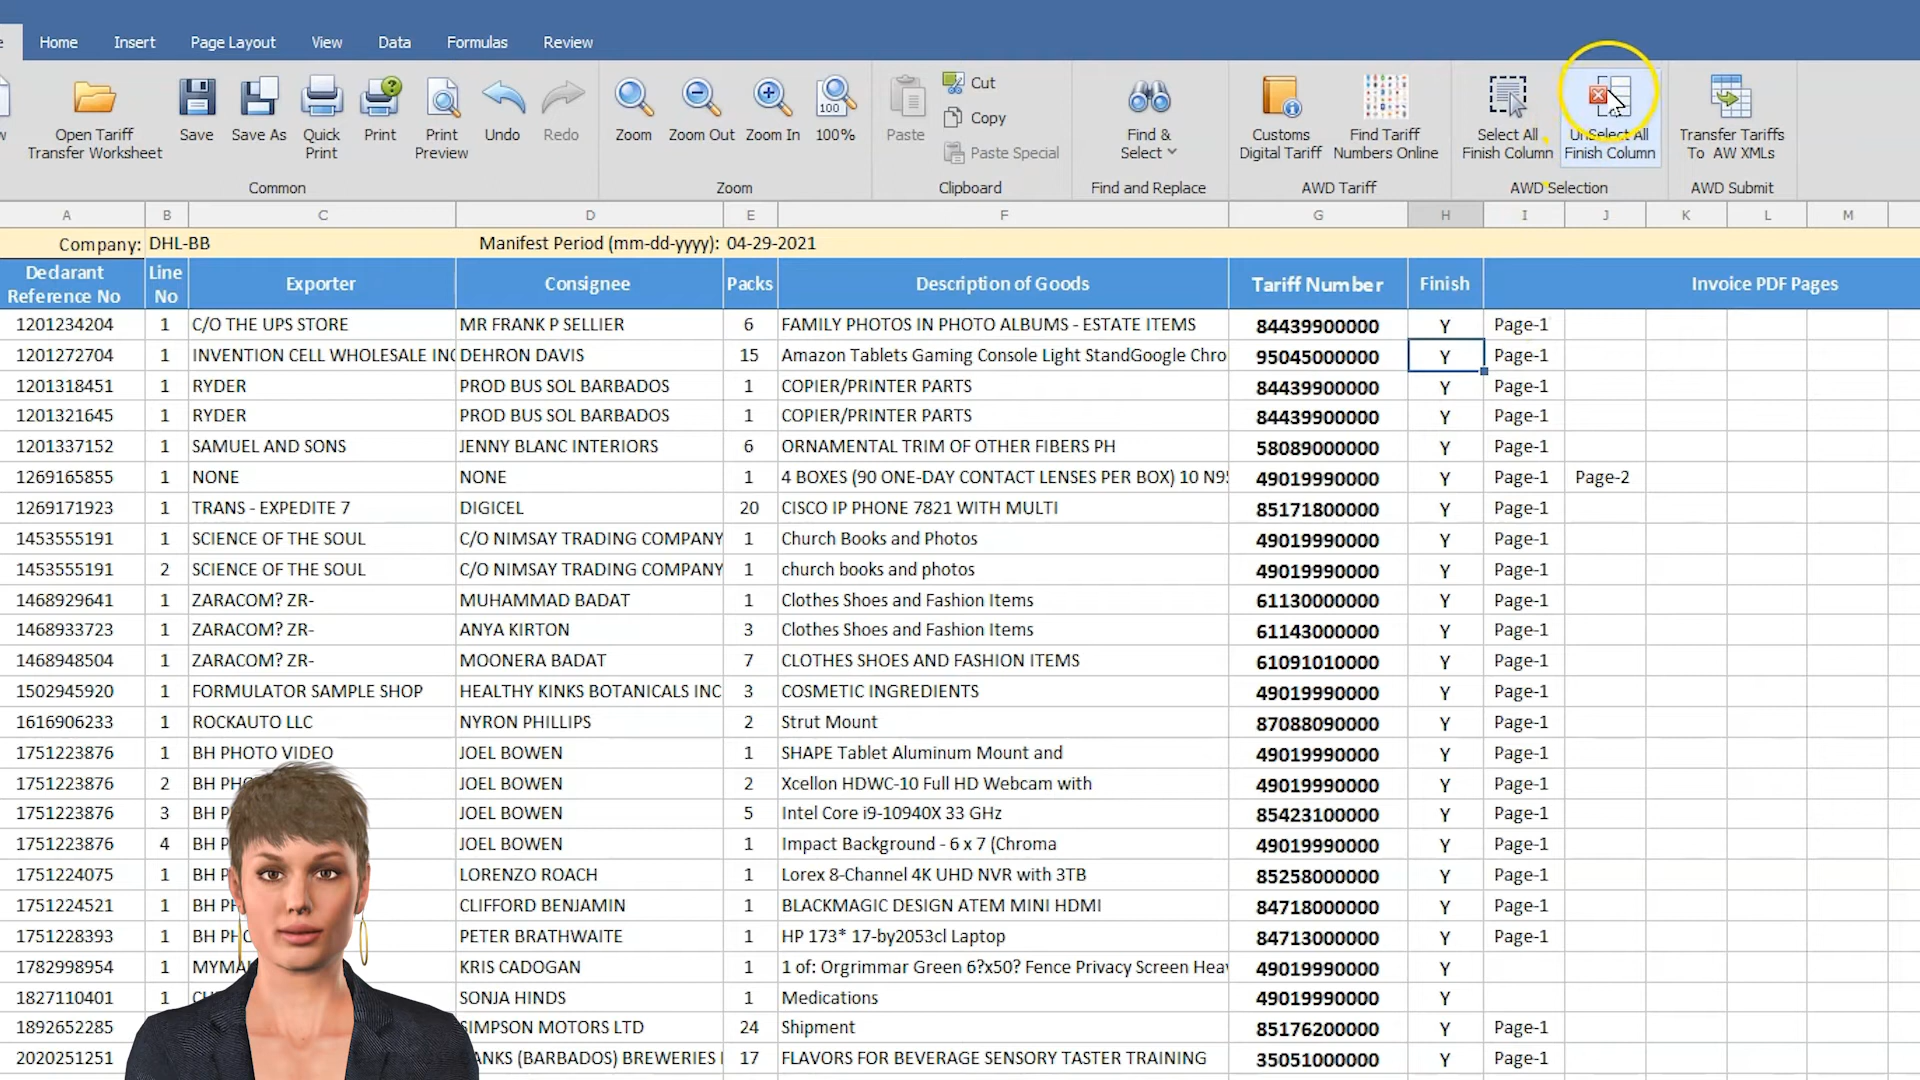 Home Insert Page Layout View Data Formulas Review
Open Tariff Transfer Worksheet
Save
Save As
Quick Print
Print
Print Preview
Undo
Redo
Zoom
Zoom Out
Zoom In
100
100%
Paste
Cut
Copy
Paste Special
Find & Select
Customs Digital Tariff
Find Tariff Numbers Online
Select All Finish Column
UnSelect All Finish Column
Transfer Tariffs To AW XMLs
Common Zoom Clipboard Find and Replace AWD Tariff AWD Selection AWD Submit
A B C D E F G H I J K L M
Company: DHL-BB Manifest Period (mm-dd-yyyy): 04-29-2021
Declarant Reference No Line No Exporter Consignee Packs Description of Goods Tariff Number Finish Invoice PDF Pages
1201234204 1 C/O THE UPS STORE MR FRANK P SELLIER 6 FAMILY PHOTOS IN PHOTO ALBUMS - ESTATE ITEMS 84439900000 Y Page-1
1201272704 1 INVENTION CELL WHOLESALE INC DEHRON DAVIS 15 Amazon Tablets Gaming Console Light StandGoogle Chro 95045000000 Y Page-1
1201318451 1 RYDER PROD BUS SOL BARBADOS 1 COPIER/PRINTER PARTS 84439900000 Y Page-1
1201321645 1 RYDER PROD BUS SOL BARBADOS 1 COPIER/PRINTER PARTS 84439900000 Y Page-1
1201337152 1 SAMUEL AND SONS JENNY BLANC INTERIORS 6 ORNAMENTAL TRIM OF OTHER FIBERS PH 58089000000 Y Page-1
1269165855 1 NONE NONE 1 4 BOXES (90 ONE-DAY CONTACT LENSES PER BOX) 10 N95 49019990000 Y Page-1 Page-2
1269171923 1 TRANS - EXPEDITE 7 DIGICEL 20 CISCO IP PHONE 7821 WITH MULTI 85171800000 Y Page-1
1453555191 1 SCIENCE OF THE SOUL C/O NIMSAY TRADING COMPANY 1 Church Books and Photos 49019990000 Y Page-1
1453555191 2 SCIENCE OF THE SOUL C/O NIMSAY TRADING COMPANY 1 church books and photos 49019990000 Y Page-1
1468929641 1 ZARACOM? ZR- MUHAMMAD BADAT 1 Clothes Shoes and Fashion Items 61130000000 Y Page-1
1468933723 1 ZARACOM? ZR- ANYA KIRTON 3 Clothes Shoes and Fashion Items 61143000000 Y Page-1
1468948504 1 ZARACOM? ZR- MOONERA BADAT 7 CLOTHES SHOES AND FASHION ITEMS 61091010000 Y Page-1
1502945920 1 FORMULATOR SAMPLE SHOP HEALTHY KINKS BOTANICALS INC 3 COSMETIC INGREDIENTS 49019990000 Y Page-1
1616906233 1 ROCKAUTO LLC NYRON PHILLIPS 2 Strut Mount 87088090000 Y Page-1
1751223876 1 BH PHOTO VIDEO JOEL BOWEN 1 SHAPE Tablet Aluminum Mount and 49019990000 Y Page-1
1751223876 2 BH JOEL BOWEN 2 Xcellon HDWC-10 Full HD Webcam with 49019990000 Y Page-1
1751223876 3 BH JOEL BOWEN 5 Intel Core i9-10940X 33 GHz 85423100000 Y Page-1
1751223876 4 BH JOEL BOWEN 1 Impact Background - 6 x 7 (Chroma 49019990000 Y Page-1
1751224075 1 BH LORENZO ROACH 1 Lorex 8-Channel 4K UHD NVR with 3TB 85258000000 Y Page-1
1751224521 1 BH CLIFFORD BENJAMIN 1 BLACKMAGIC DESIGN ATEM MINI HDMI 84718000000 Y Page-1
1751228393 1 BH PETER BRATHWAITE 1 HP 173* 17-by2053cl Laptop 84713000000 Y Page-1
1782998954 1 KRIS CADOGAN 1 1 of: Orgrimmar Green 6?x50? Fence Privacy Screen Heav 49019990000 Y
1827110401 1 SONJA HINDS 1 Medications 49019990000 Y
1892652285 SIMPSON MOTORS LTD 24 Shipment 85176200000 Y Page-1
2020251251 ANKS (BARBADOS) BREWERIES 17 FLAVORS FOR BEVERAGE SENSORY TASTER TRAINING 35051000000 Y Page-1